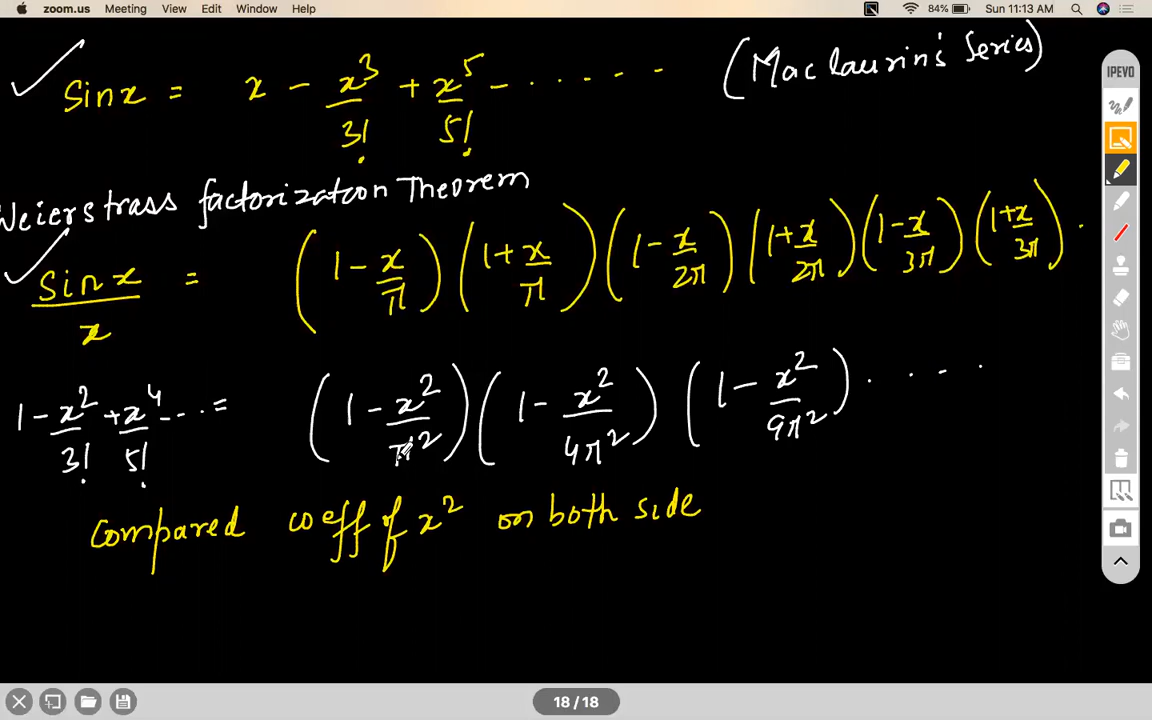 zoom.us Meeting View Edit Window Help 84% Sun 11:13 AM
Sinx = x - x³/3! + x⁵/5! - ...... (Maclaurin's Series)
IPEVO
Weierstrass factorization Theorem
Sinx/x = (1 - x/π)(1 + x/π)(1 - x/2π)(1 + x/2π)(1 - x/3π)(1 + x/3π).
1 - x²/3! + x⁴/5! - ... = (1 - x²/π²)(1 - x²/4π²)(1 - x²/9π²) . . . .
Compared coeff of x² on both side
18 / 18